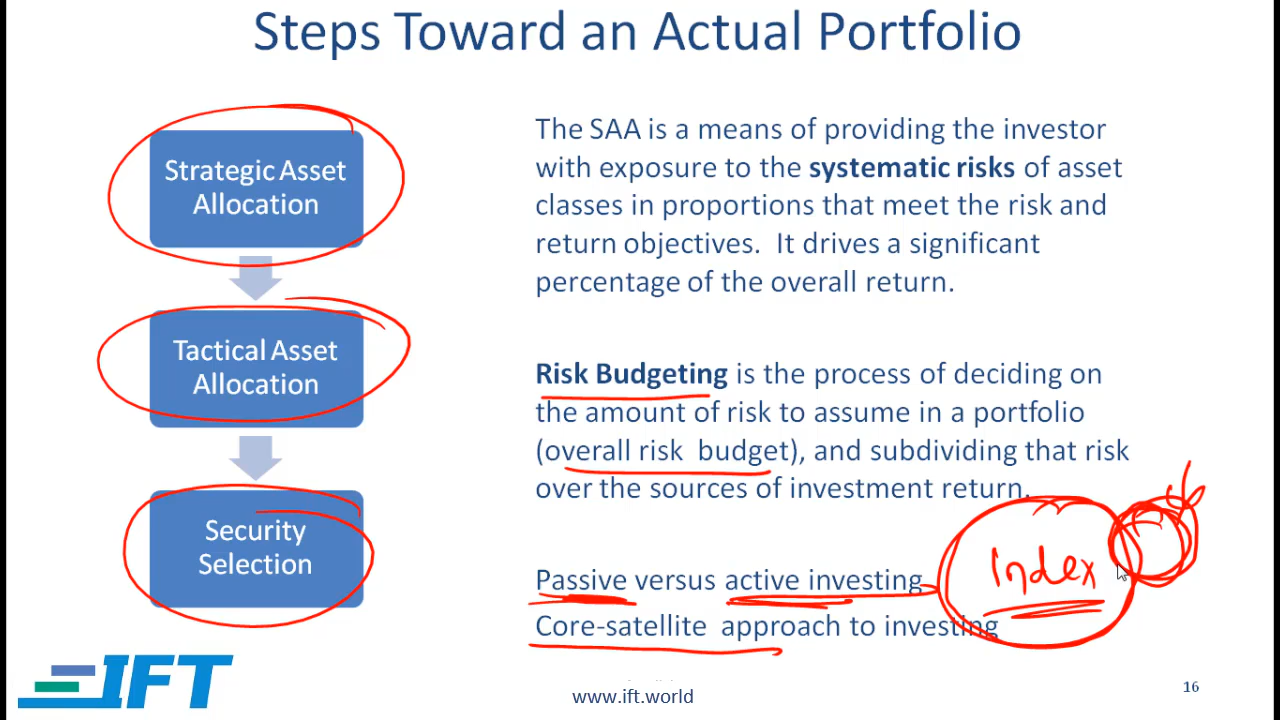 Steps Toward an Actual Portfolio
Strategic Asset
Allocation
Tactical Asset
Allocation
Security
Selection
The SAA is a means of providing the investor
with exposure to the systematic risks of asset
classes in proportions that meet the risk and
return objectives. It drives a significant
percentage of the overall return.
Risk Budgeting is the process of deciding on
the amount of risk to assume in a portfolio
(overall risk budget), and subdividing that risk
over the sources of investment return.
Passive versus active investing
Index
Core-satellite approach to investing
IFT
www.ift.world
16